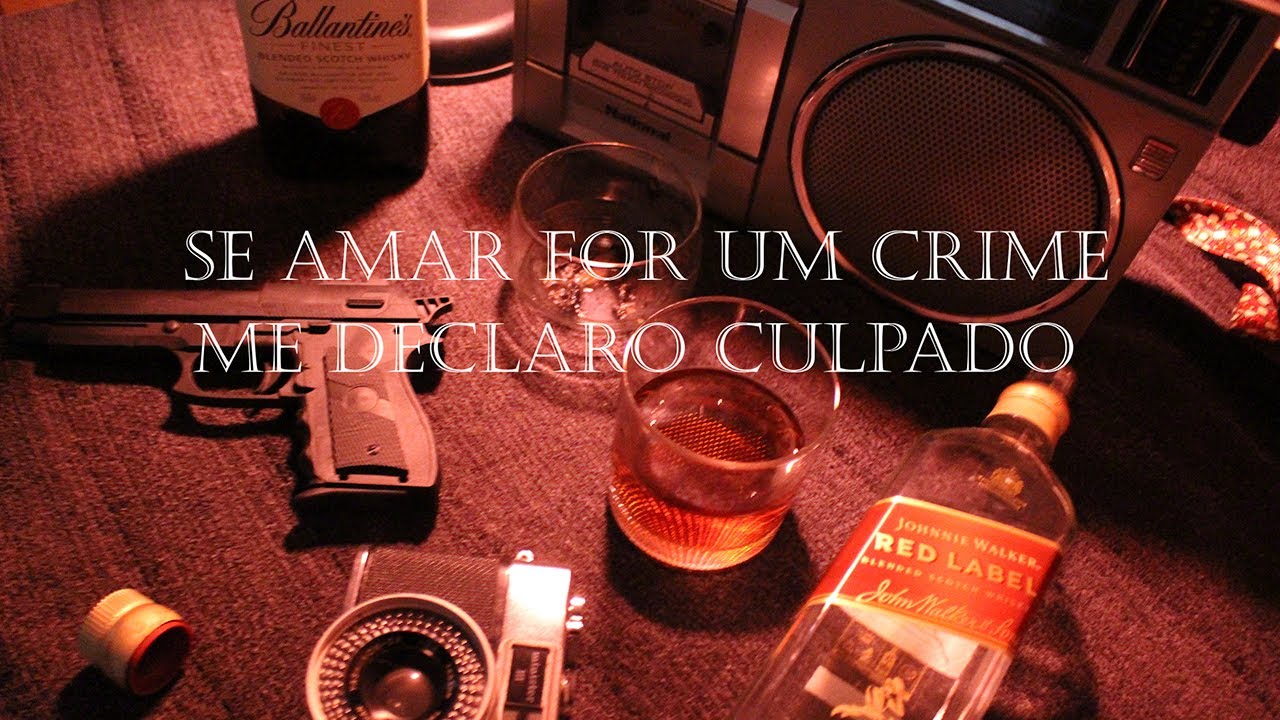 Ballantine's
FINEST
BLENDED SCOTCH WHISKY
National
SE AMAR FOR UM CRIME
ME DECLARO CULPADO
JOHNNIE WALKER
RED LABEL
BLENDED SCOTCH WHISKY
John Walker